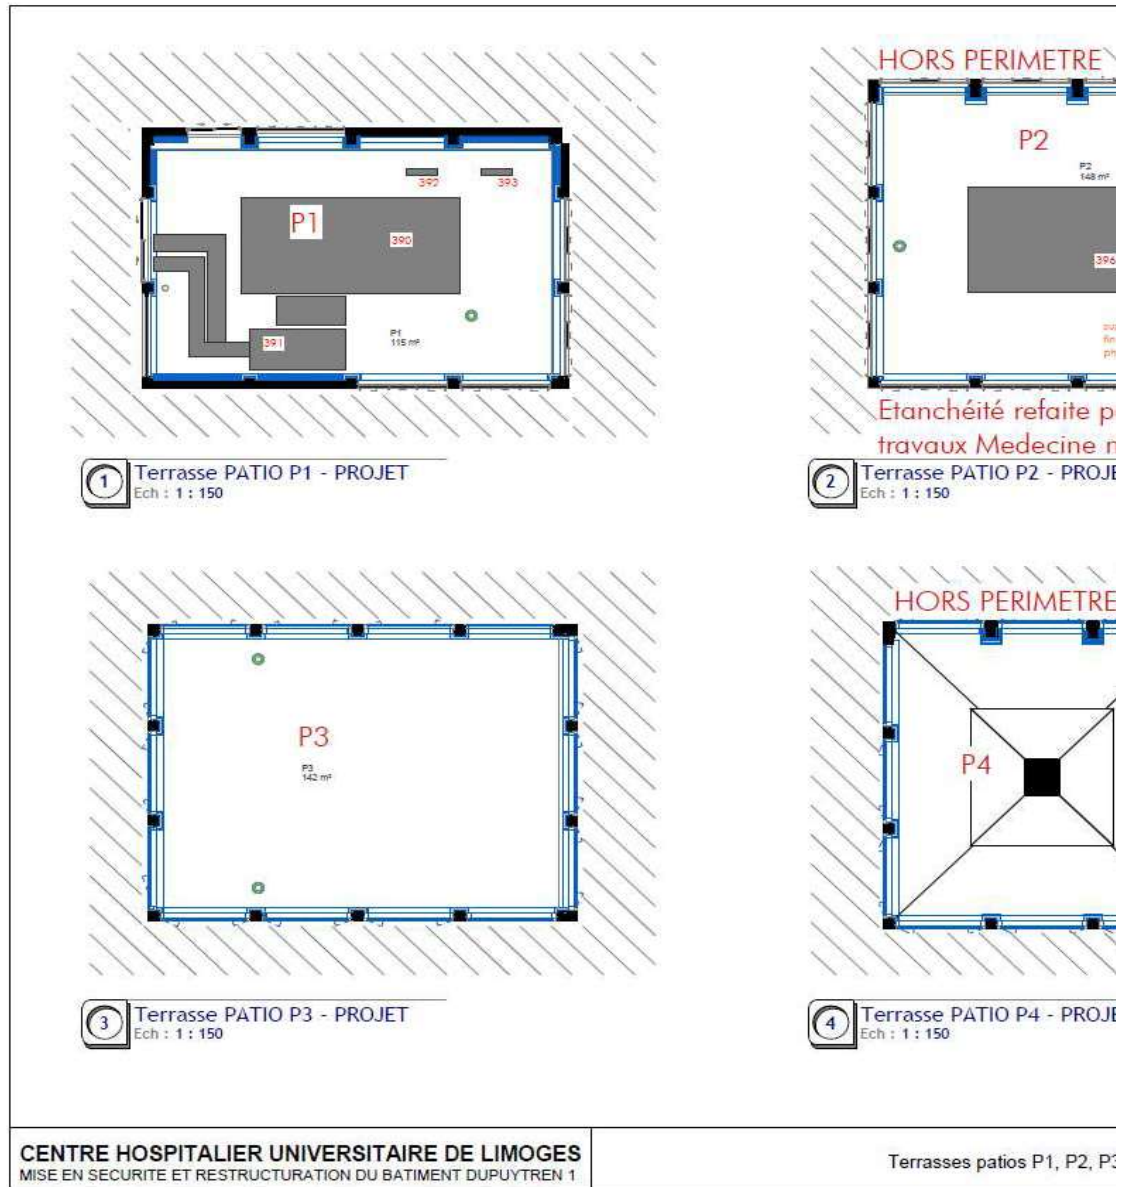 HORS PERIMETRE
P2
P2
148 m²
392
393
P1
390
396
391
P1
115 m²
fin
ph
Etanchéité refaite p
travaux Medecine n
1
Terrasse PATIO P1 - PROJET
Ech : 1 : 150
2
Terrasse PATIO P2 - PROJE
Ech : 1 : 150
HORS PERIMETRE
P3
P3
142 m²
P4
3
Terrasse PATIO P3 - PROJET
Ech : 1 : 150
4
Terrasse PATIO P4 - PROJE
Ech : 1 : 150
CENTRE HOSPITALIER UNIVERSITAIRE DE LIMOGES
MISE EN SECURITE ET RESTRUCTURATION DU BATIMENT DUPUYTREN 1
Terrasses patios P1, P2, P3